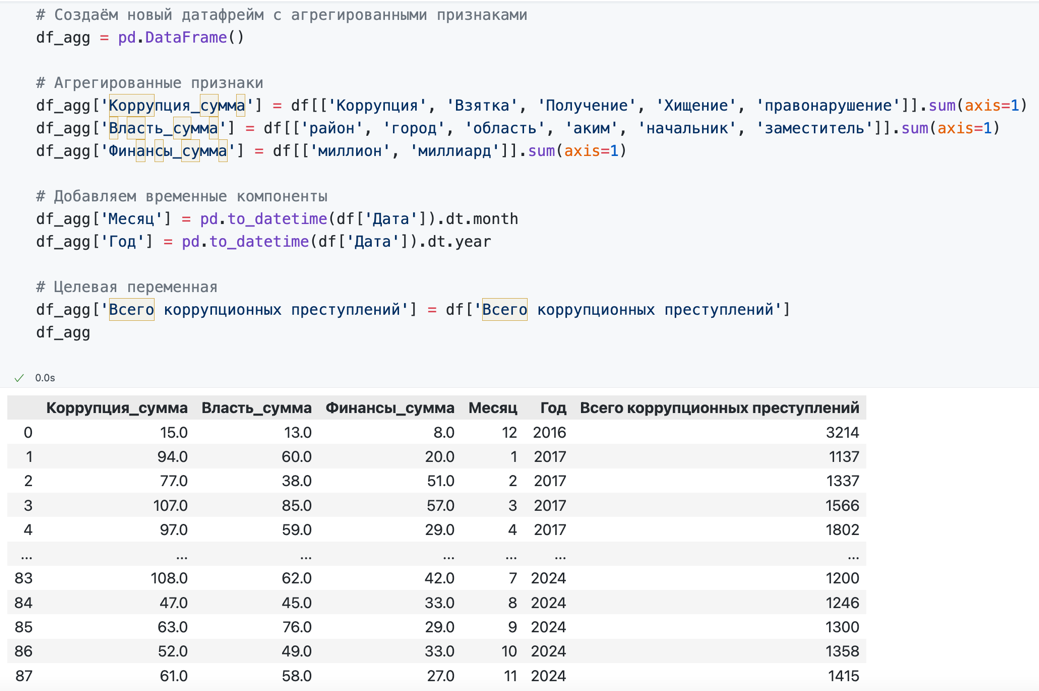 # Создаём новый датафрейм с агрегированными признаками
df_agg = pd.DataFrame()
# Агрегированные признаки
df_agg['Коррупция_сумма'] = df[['Коррупция', 'Взятка', 'Получение', 'Хищение', 'правонарушение']].sum(axis=1)
df_agg['Власть_сумма'] = df[['район', 'город', 'область', 'аким', 'начальник', 'заместитель']].sum(axis=1)
df_agg['Финансы_сумма'] = df[['миллион', 'миллиард']].sum(axis=1)
# Добавляем временные компоненты
df_agg['Месяц'] = pd.to_datetime(df['Дата']).dt.month
df_agg['Год'] = pd.to_datetime(df['Дата']).dt.year
# Целевая переменная
df_agg['Всего коррупционных преступлений'] = df['Всего коррупционных преступлений']
df_agg
✓ 0.0s
Коррупция_сумма Власть_сумма Финансы_сумма Месяц Год Всего коррупционных преступлений
0 15.0 13.0 8.0 12 2016 3214
1 94.0 60.0 20.0 1 2017 1137
2 77.0 38.0 51.0 2 2017 1337
3 107.0 85.0 57.0 3 2017 1566
4 97.0 59.0 29.0 4 2017 1802
... ... ... ... ... ... ...
83 108.0 62.0 42.0 7 2024 1200
84 47.0 45.0 33.0 8 2024 1246
85 63.0 76.0 29.0 9 2024 1300
86 52.0 49.0 33.0 10 2024 1358
87 61.0 58.0 27.0 11 2024 1415